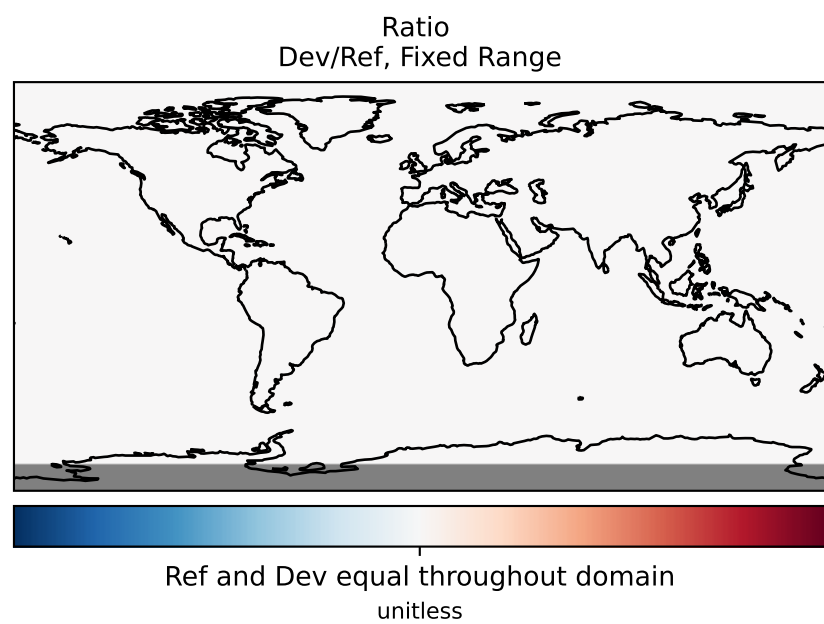 Ratio
Dev/Ref, Fixed Range
Ref and Dev equal throughout domain
unitless